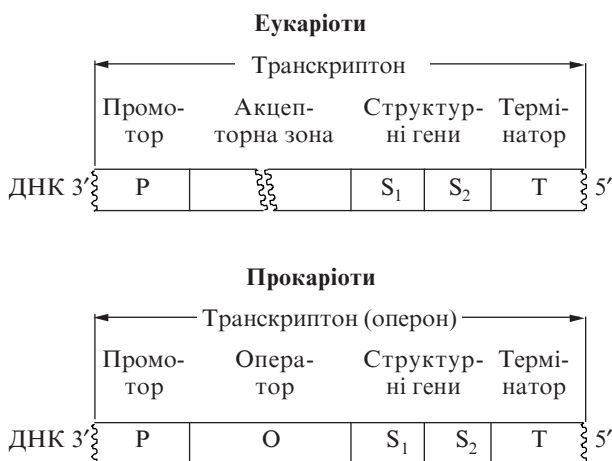 Еукаріоти
Транскриптон
Промо- Акцеп- Структур- Термі-
тор торна зона ні гени натор
ДНК 3′ P S₁ S₂ T 5′
Прокаріоти
Транскриптон (оперон)
Промо- Опера- Структур- Термі-
тор тор ні гени натор
ДНК 3′ P O S₁ S₂ T 5′